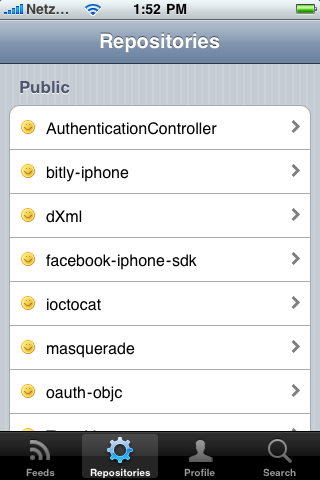 Netz... 1:52 PM
Repositories
Public
AuthenticationController
bitly-iphone
dXml
facebook-iphone-sdk
ioctocat
masquerade
oauth-objc
Feeds Repositories Profile Search